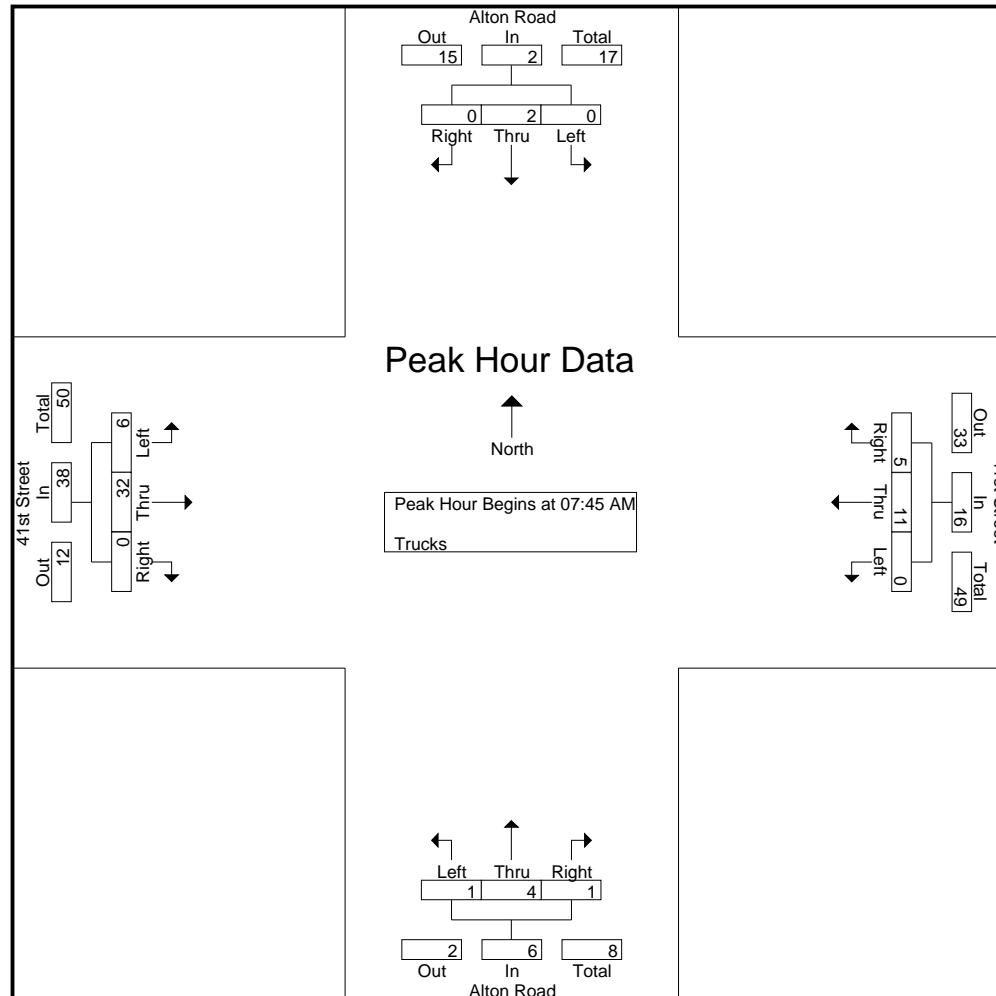 Alton Road
Out In Total
15 2 17
0 2 0
Right Thru Left
Peak Hour Data
North
Peak Hour Begins at 07:45 AM
Trucks
41st Street
Total In Out
50 38 12
6 32 0
Left Thru Right
Right Thru Left
5 11 0
33 16 49
Out In Total
Left Thru Right
1 4 1
2 6 8
Out In Total
Alton Road